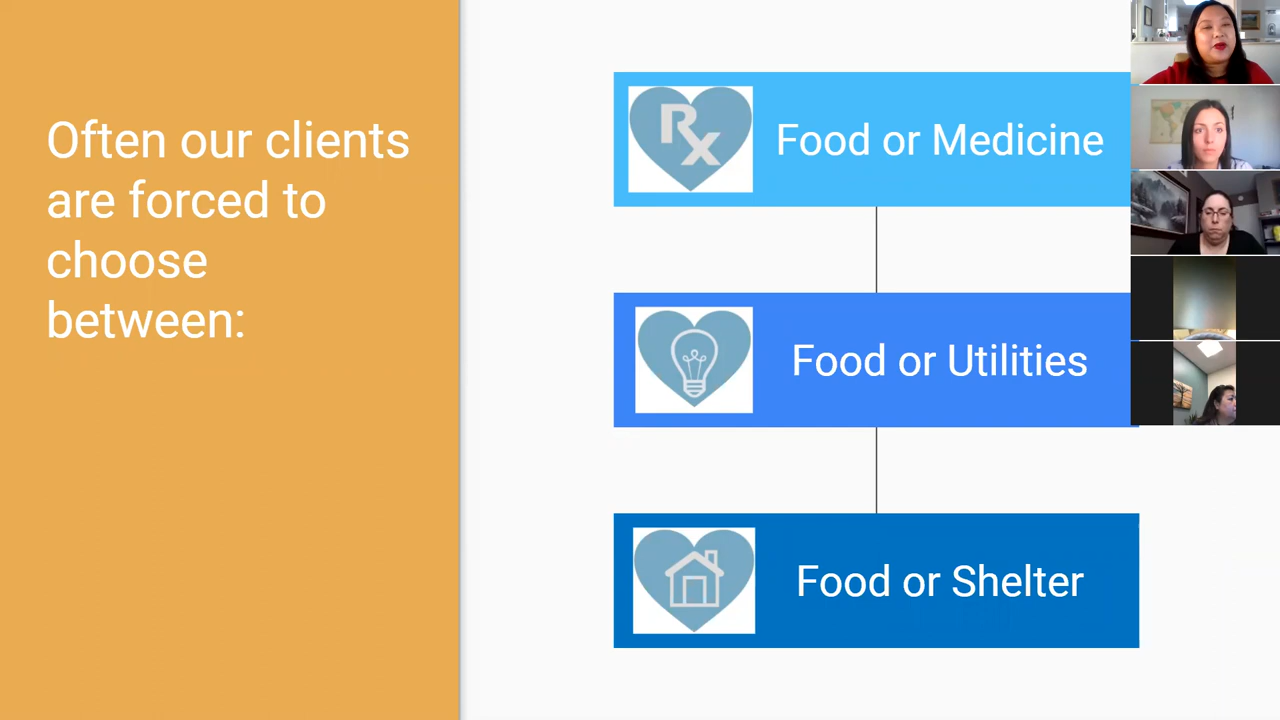 Often our clients
are forced to
choose
between:
Rx
Food or Medicine
Food or Utilities
Food or Shelter